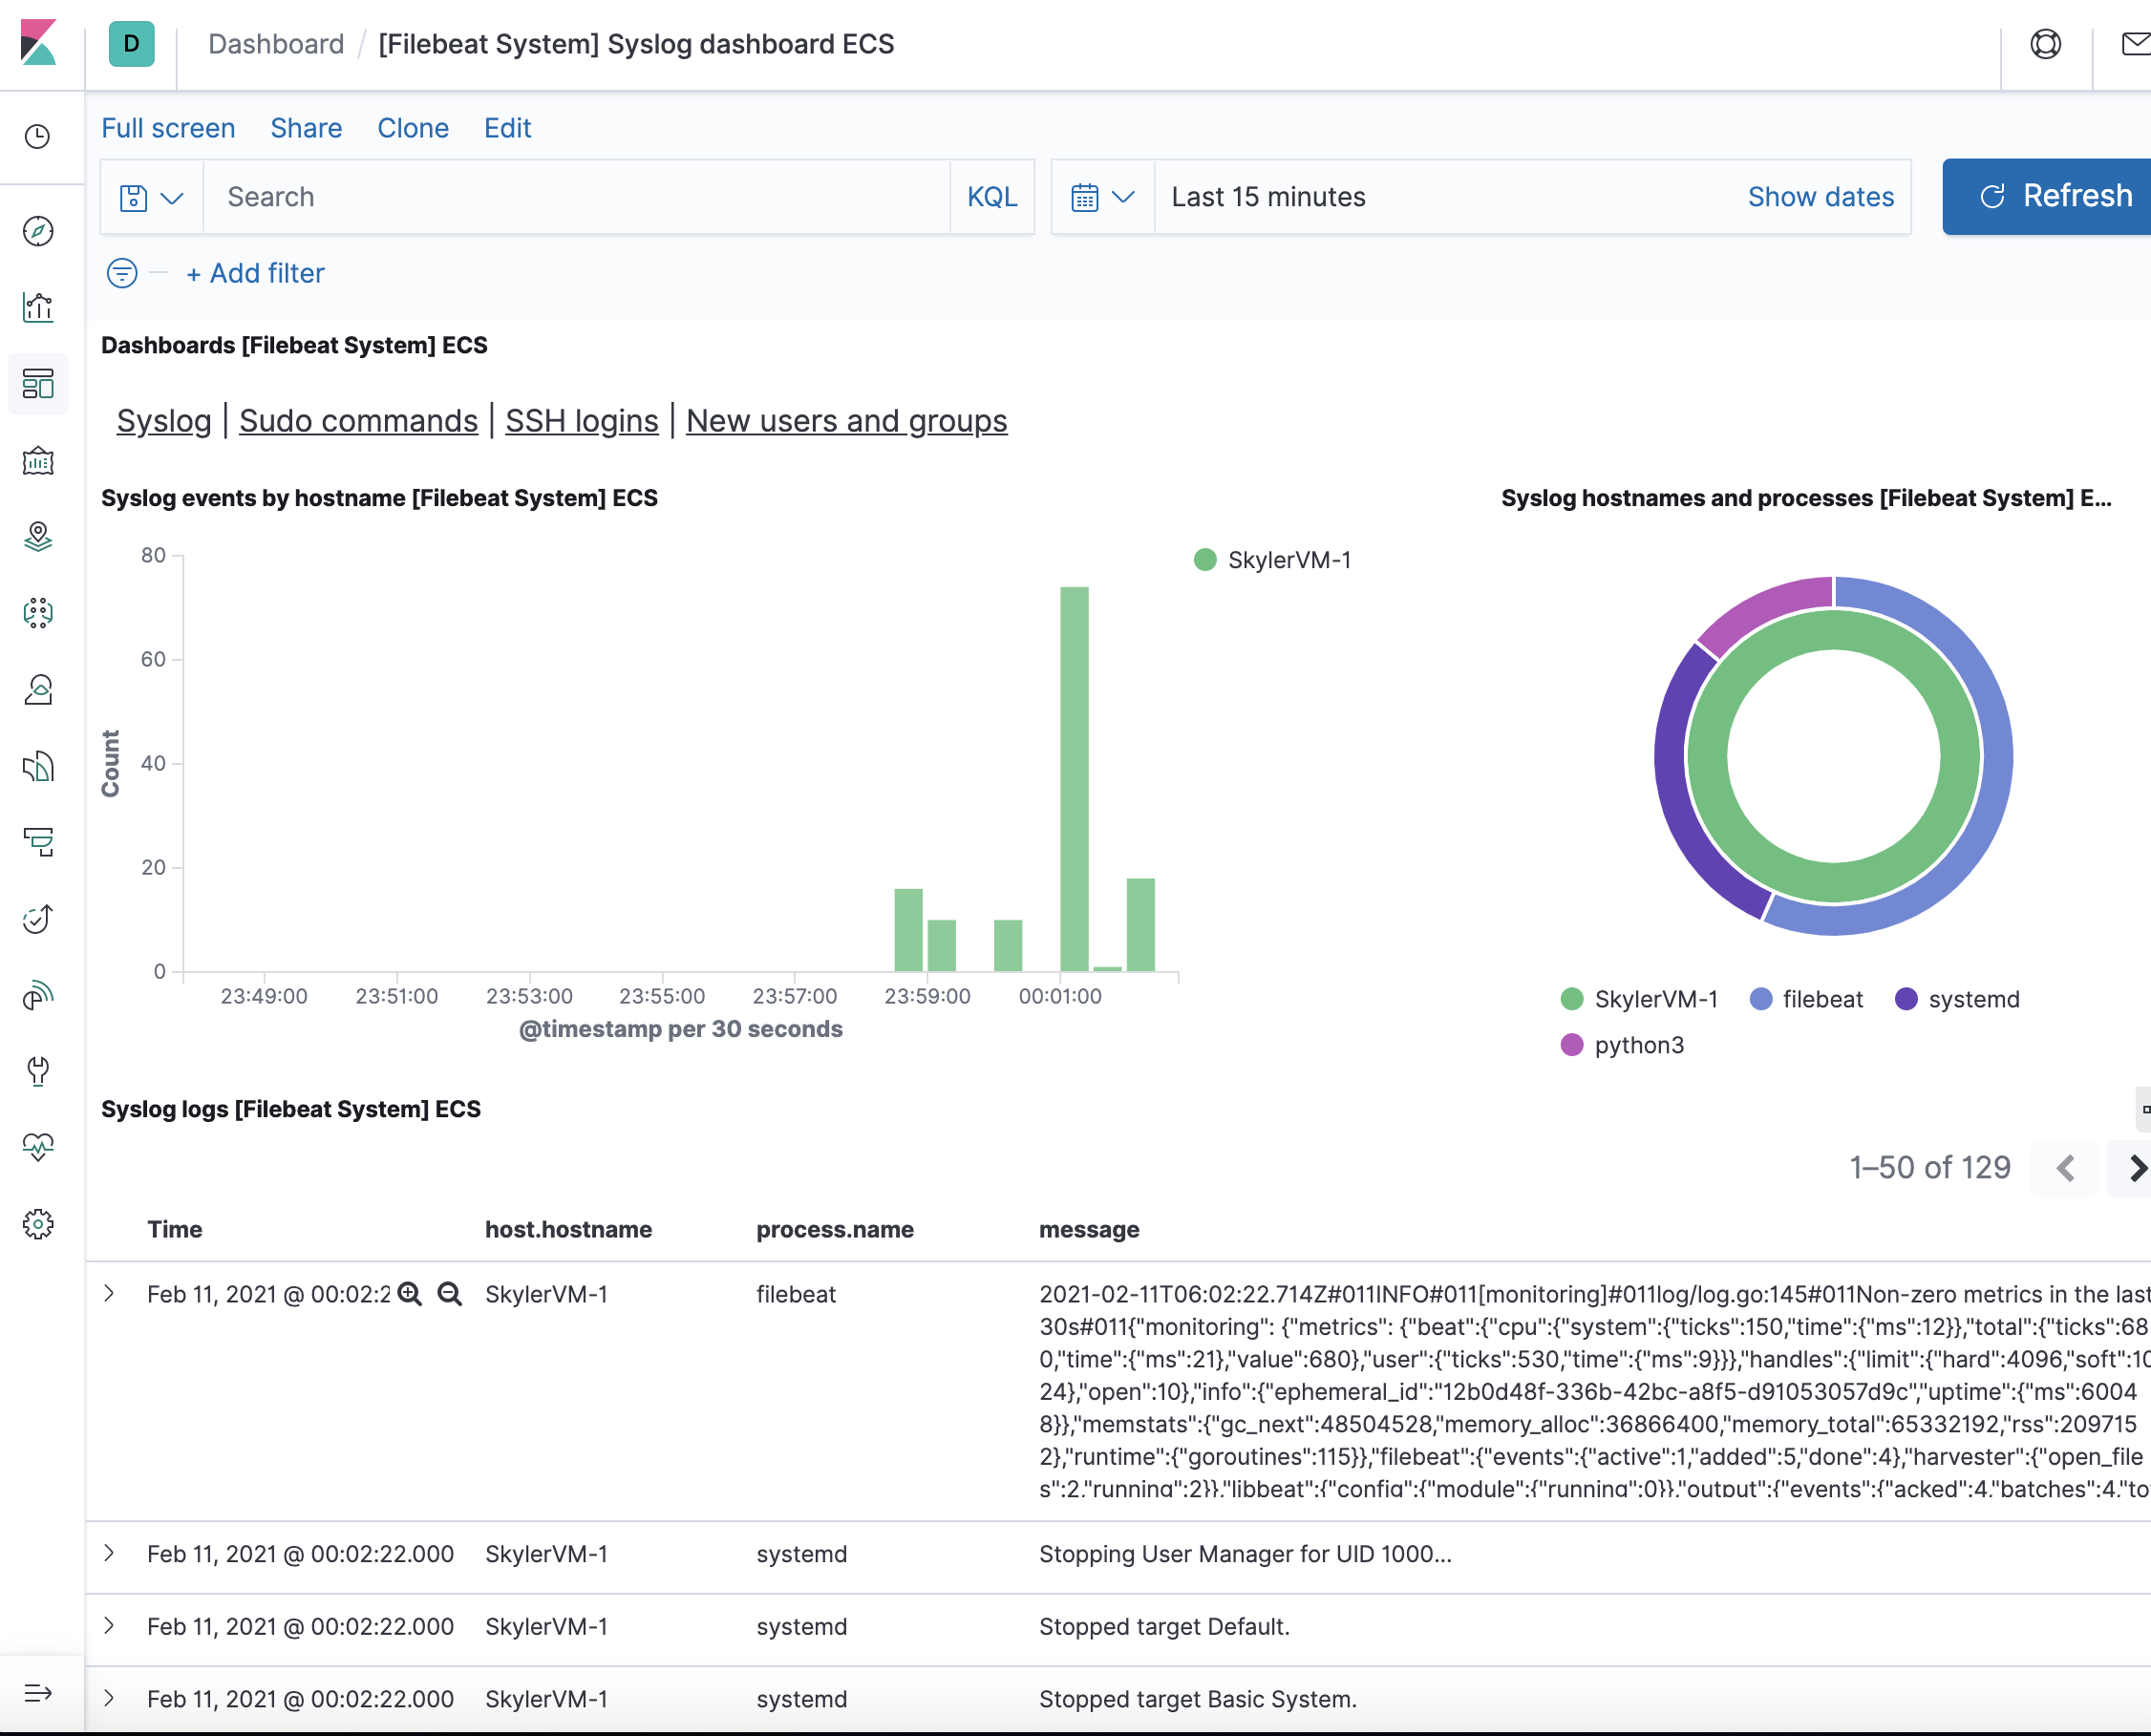 D Dashboard / [Filebeat System] Syslog dashboard ECS
Full screen Share Clone Edit
Search KQL Last 15 minutes Show dates Refresh
+ Add filter
Dashboards [Filebeat System] ECS
Syslog | Sudo commands | SSH logins | New users and groups
Syslog events by hostname [Filebeat System] ECS
80
60
40
20
0
Count
23:49:00 23:51:00 23:53:00 23:55:00 23:57:00 23:59:00 00:01:00
@timestamp per 30 seconds
SkylerVM-1
Syslog hostnames and processes [Filebeat System] E...
SkylerVM-1 filebeat systemd
python3
Syslog logs [Filebeat System] ECS
1–50 of 129
Time host.hostname process.name message
Feb 11, 2021 @ 00:02:2 SkylerVM-1 filebeat 2021-02-11T06:02:22.714Z#011INFO#011[monitoring]#011log/log.go:145#011Non-zero metrics in the last
30s#011{"monitoring": {"metrics": {"beat":{"cpu":{"system":{"ticks":150,"time":{"ms":12}},"total":{"ticks":68
0,"time":{"ms":21},"value":680},"user":{"ticks":530,"time":{"ms":9}}},"handles":{"limit":{"hard":4096,"soft":10
24},"open":10},"info":{"ephemeral_id":"12b0d48f-336b-42bc-a8f5-d91053057d9c","uptime":{"ms":6004
8}},"memstats":{"gc_next":48504528,"memory_alloc":36866400,"memory_total":65332192,"rss":209715
2},"runtime":{"goroutines":115}},"filebeat":{"events":{"active":1,"added":5,"done":4},"harvester":{"open_file
s":2,"running":2}},"libbeat":{"config":{"module":{"running":0}},"output":{"events":{"acked":4,"batches":4,"to
Feb 11, 2021 @ 00:02:22.000 SkylerVM-1 systemd Stopping User Manager for UID 1000...
Feb 11, 2021 @ 00:02:22.000 SkylerVM-1 systemd Stopped target Default.
Feb 11, 2021 @ 00:02:22.000 SkylerVM-1 systemd Stopped target Basic System.